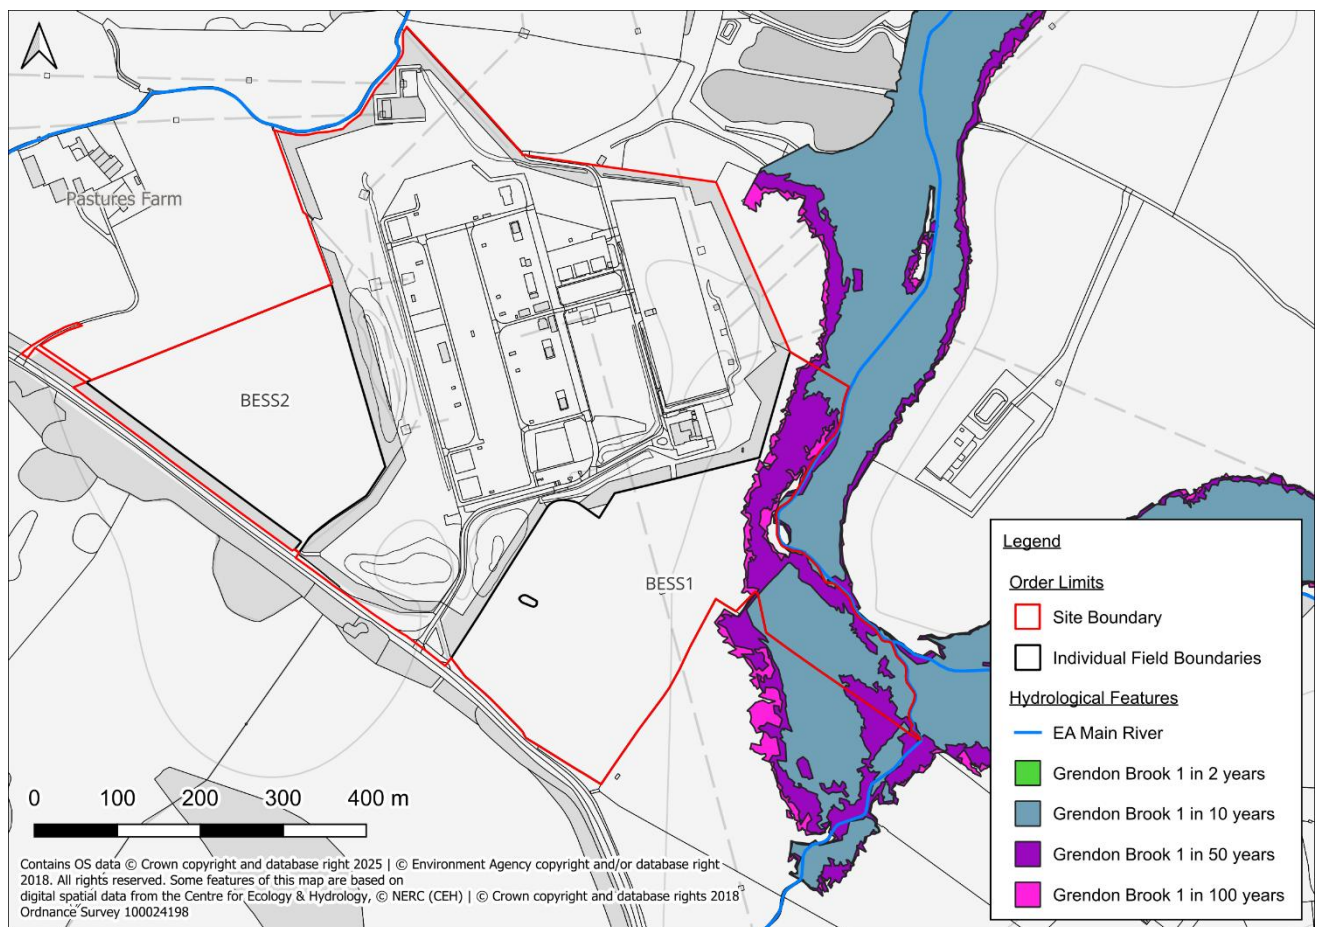 Pastures Farm
BESS2
BESS1
Legend
Order Limits
Site Boundary
Individual Field Boundaries
Hydrological Features
EA Main River
Grendon Brook 1 in 2 years
Grendon Brook 1 in 10 years
Grendon Brook 1 in 50 years
Grendon Brook 1 in 100 years
0 100 200 300 400 m
Contains OS data © Crown copyright and database right 2025 | © Environment Agency copyright and/or database right
2018. All rights reserved. Some features of this map are based on
digital spatial data from the Centre for Ecology & Hydrology, © NERC (CEH) | © Crown copyright and database rights 2018
Ordnance Survey 100024198